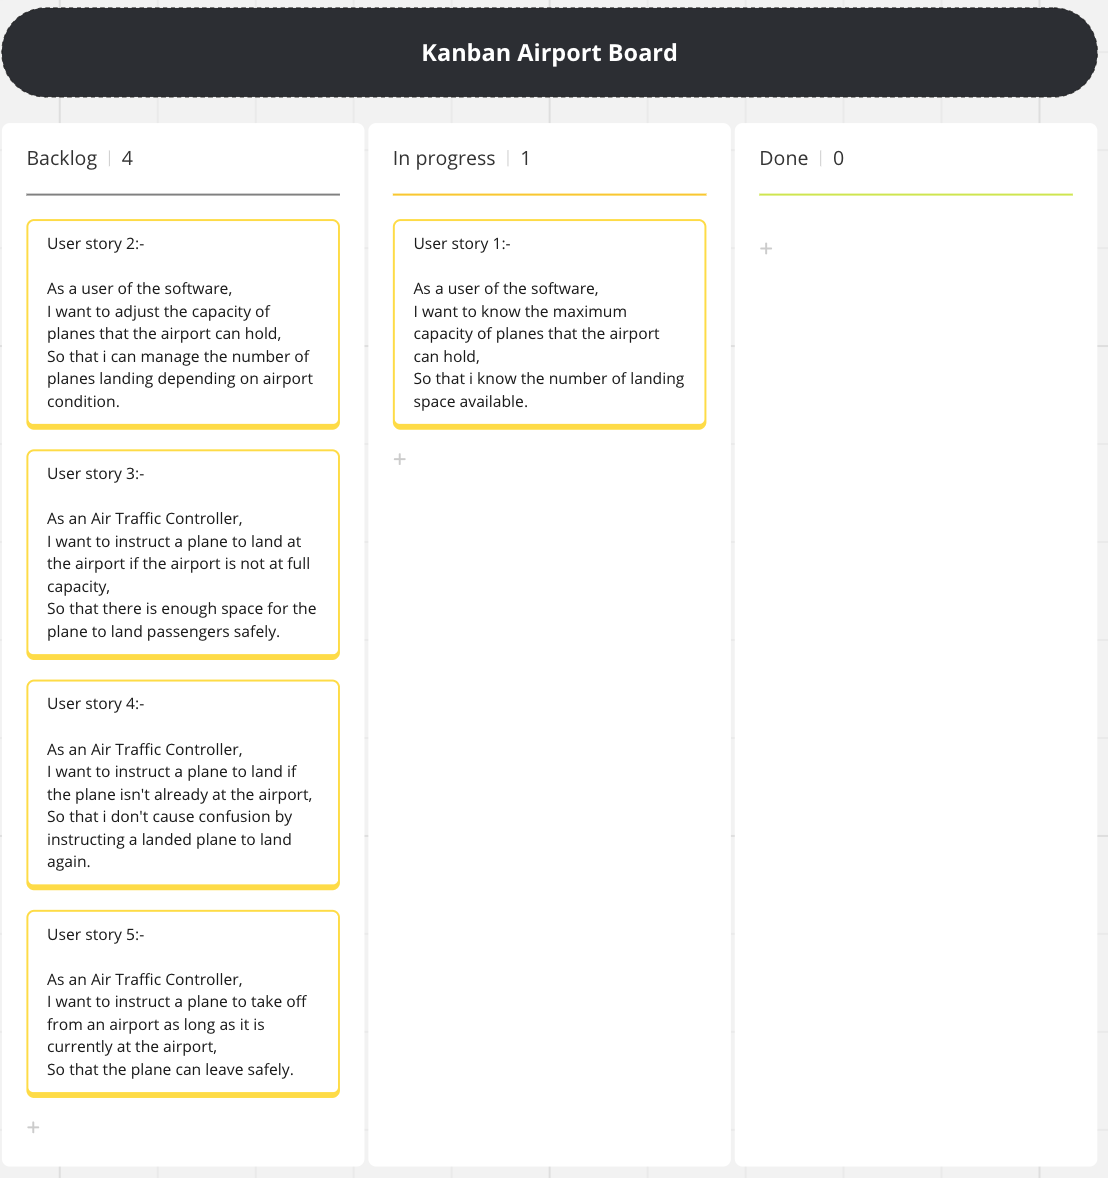 Kanban Airport Board
Backlog | 4
User story 2:-
As a user of the software,
I want to adjust the capacity of
planes that the airport can hold,
So that i can manage the number of
planes landing depending on airport
condition.
User story 3:-
As an Air Traffic Controller,
I want to instruct a plane to land at
the airport if the airport is not at full
capacity,
So that there is enough space for the
plane to land passengers safely.
User story 4:-
As an Air Traffic Controller,
I want to instruct a plane to land if
the plane isn't already at the airport,
So that i don't cause confusion by
instructing a landed plane to land
again.
User story 5:-
As an Air Traffic Controller,
I want to instruct a plane to take off
from an airport as long as it is
currently at the airport,
So that the plane can leave safely.
+
In progress | 1
User story 1:-
As a user of the software,
I want to know the maximum
capacity of planes that the airport
can hold,
So that i know the number of landing
space available.
+
Done | 0
+